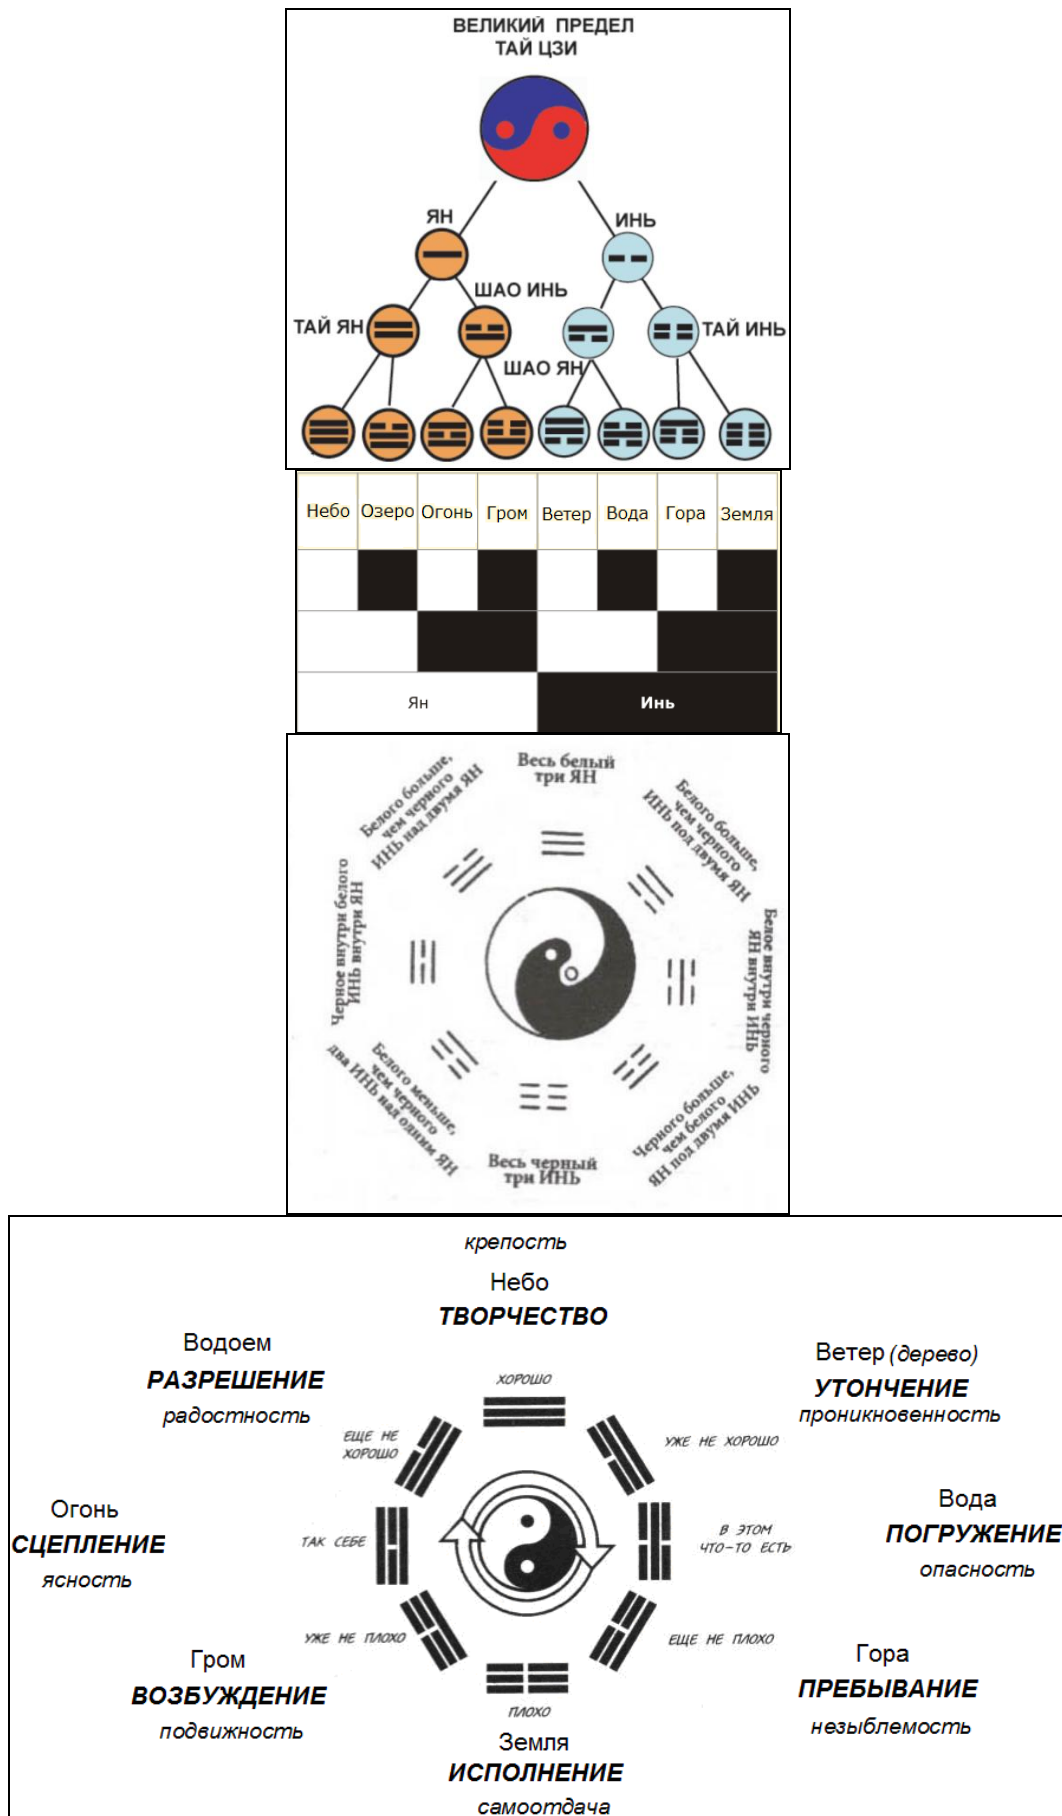 ВЕЛИКИЙ ПРЕДЕЛ
ТАЙ ЦЗИ
ЯН
ИНЬ
ШАО ИНЬ
ТАЙ ЯН
ТАЙ ИНЬ
ШАО ЯН
Небо Озеро Огонь Гром Ветер Вода Гора Земля
Ян Инь
Весь белый
три ЯН
Белого больше,
чем черного
ИНЬ над двумя ЯН
Белого больше,
чем черного
ИНЬ под двумя ЯН
Черное внутри белого
ИНЬ внутри ЯН
Белое внутри черного
ЯН внутри ИНЬ
Белого меньше,
чем черного
два ИНЬ над одним ЯН
Черного больше,
чем белого
ЯН под двумя ИНЬ
Весь черный
три ИНЬ
крепость
Небо
ТВОРЧЕСТВО
Водоем
РАЗРЕШЕНИЕ
радостность
Ветер (дерево)
УТОНЧЕНИЕ
проникновенность
ХОРОШО
ЕЩЕ НЕ
ХОРОШО
УЖЕ НЕ ХОРОШО
Огонь
СЦЕПЛЕНИЕ
ясность
ТАК СЕБЕ
В ЭТОМ
ЧТО-ТО ЕСТЬ
Вода
ПОГРУЖЕНИЕ
опасность
УЖЕ НЕ ПЛОХО
ЕЩЕ НЕ ПЛОХО
Гром
ВОЗБУЖДЕНИЕ
подвижность
Гора
ПРЕБЫВАНИЕ
незыблемость
ПЛОХО
Земля
ИСПОЛНЕНИЕ
самоотдача